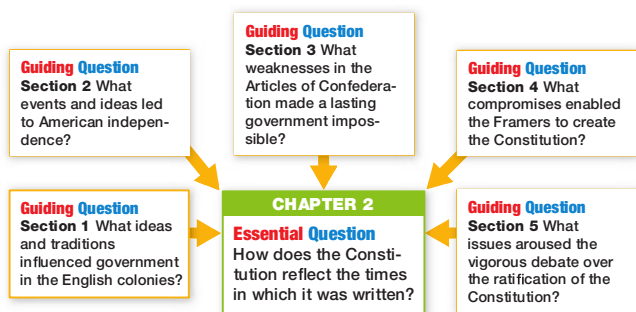 Guiding Question
Section 2 What
events and ideas led
to American indepen-
dence?
Guiding Question
Section 3 What
weaknesses in the
Articles of Confedera-
tion made a lasting
government impos-
sible?
Guiding Question
Section 4 What
compromises enabled
the Framers to create
the Constitution?
Guiding Question
Section 1 What ideas
and traditions
influenced government
in the English colonies?
CHAPTER 2
Essential Question
How does the Consti-
tution reflect the times
in which it was written?
Guiding Question
Section 5 What
issues aroused the
vigorous debate over
the ratification of the
Constitution?